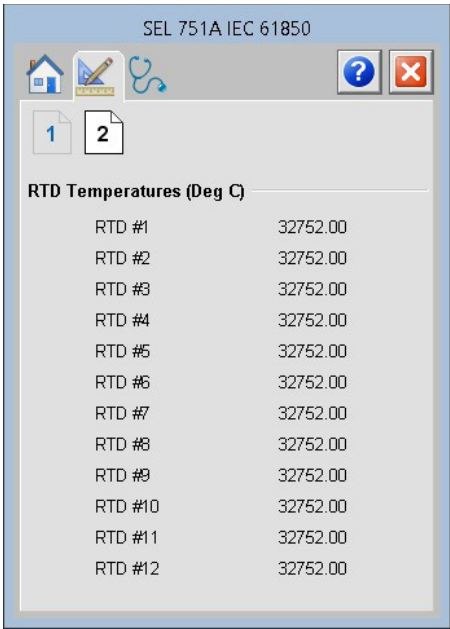 SEL 751A IEC 61850
?
1 2
RTD Temperatures (Deg C)
RTD #1 32752.00
RTD #2 32752.00
RTD #3 32752.00
RTD #4 32752.00
RTD #5 32752.00
RTD #6 32752.00
RTD #7 32752.00
RTD #8 32752.00
RTD #9 32752.00
RTD #10 32752.00
RTD #11 32752.00
RTD #12 32752.00